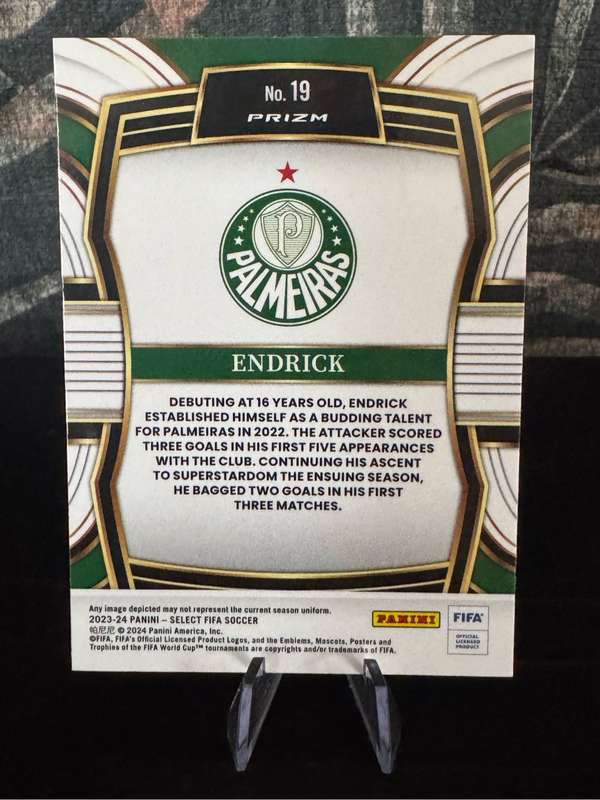 No. 19
PRIZM
P
PALMEIRAS
ENDRICK
DEBUTING AT 16 YEARS OLD, ENDRICK
ESTABLISHED HIMSELF AS A BUDDING TALENT
FOR PALMEIRAS IN 2022. THE ATTACKER SCORED
THREE GOALS IN HIS FIRST FIVE APPEARANCES
WITH THE CLUB. CONTINUING HIS ASCENT
TO SUPERSTARDOM THE ENSUING SEASON,
HE BAGGED TWO GOALS IN HIS FIRST
THREE MATCHES.
Any image depicted may not represent the current season uniform.
2023-24 PANINI – SELECT FIFA SOCCER
帕尼尼 © 2024 Panini America, Inc.
©FIFA, FIFA's Official Licensed Product Logos, and the Emblems, Mascots, Posters and
Trophies of the FIFA World Cup™ tournaments are copyrights and/or trademarks of FIFA.
PANINI
FIFA
OFFICIAL
LICENSED
PRODUCT